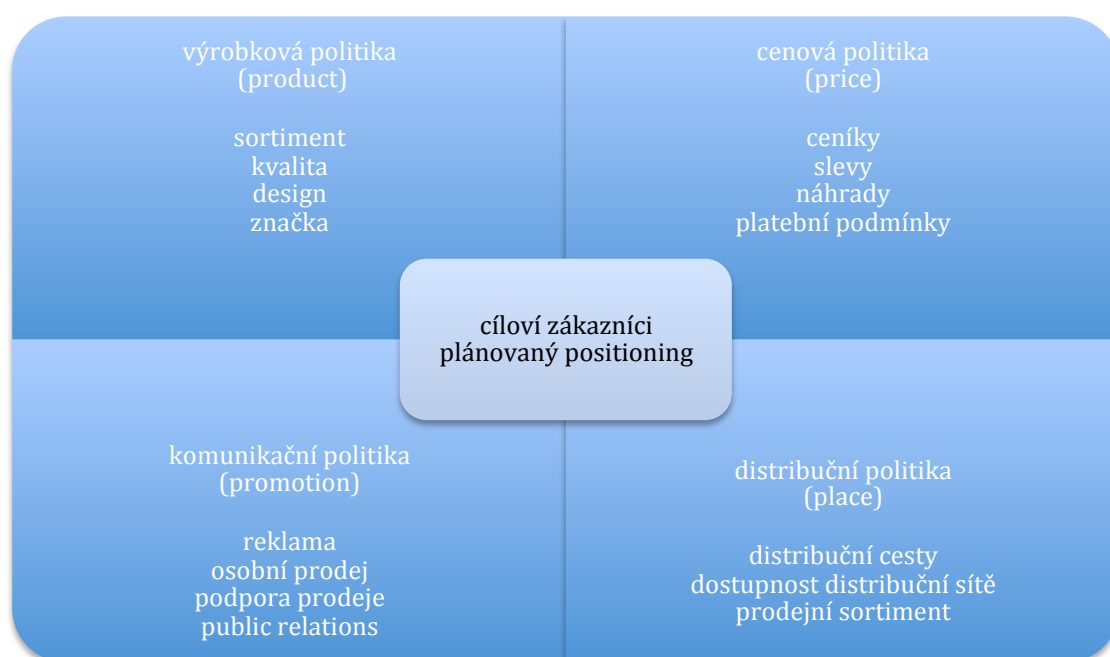 výrobková politika
(product)
sortiment
kvalita
design
značka
cenová politika
(price)
ceníky
slevy
náhrady
platební podmínky
cíloví zákazníci
plánovaný positioning
komunikační politika
(promotion)
reklama
osobní prodej
podpora prodeje
public relations
distribuční politika
(place)
distribuční cesty
dostupnost distribuční sítě
prodejní sortiment